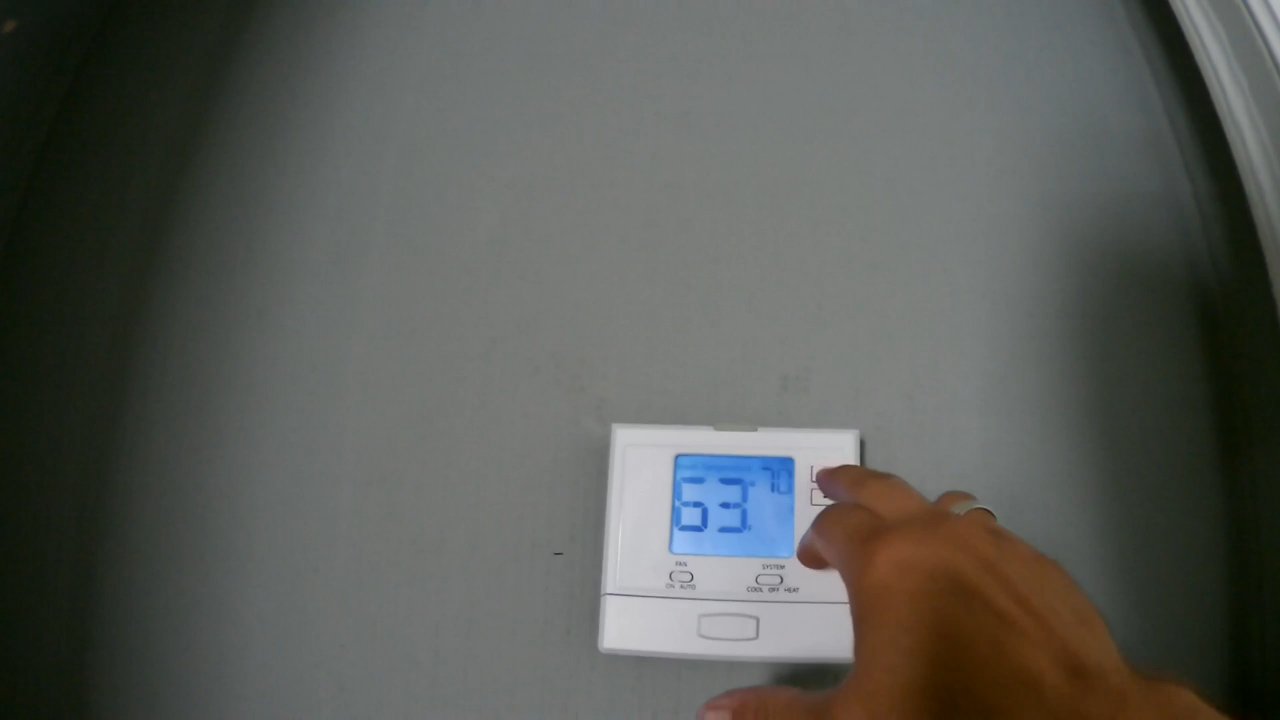 70
63°
FAN
SYSTEM
ON AUTO
COOL OFF HEAT